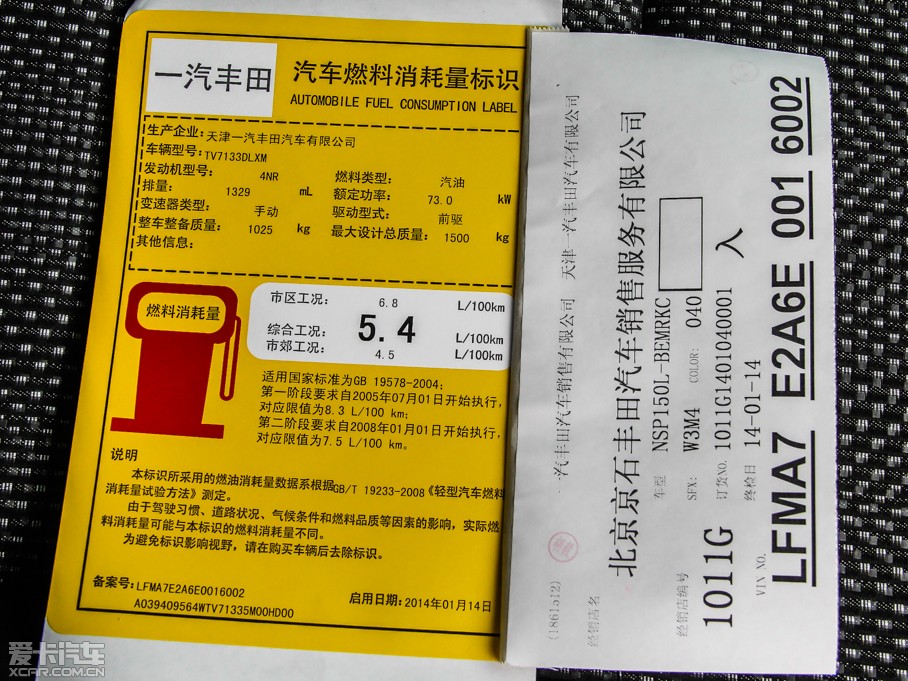 一汽丰田
汽车燃料消耗量标识
AUTOMOBILE FUEL CONSUMPTION LABEL
生产企业:天津一汽丰田汽车有限公司
车辆型号:TV7133DLXM
发动机型号: 4NR 燃料类型: 汽油
排量: 1329 mL 额定功率: 73.0 kW
变速器类型: 手动 驱动型式: 前驱
整车整备质量: 1025 kg 最大设计总质量: 1500 kg
其他信息:
燃料消耗量
市区工况: 6.8 L/100km
综合工况: 5.4 L/100km
市郊工况: 4.5 L/100km
适用国家标准为GB 19578-2004;
第一阶段要求自2005年07月01日开始执行,
对应限值为8.3 L/100 km;
第二阶段要求自2008年01月01日开始执行,
对应限值为7.5 L/100 km。
说明
本标识所采用的燃油消耗量数据系根据GB/T 19233-2008《轻型汽车燃料
消耗量试验方法》测定。
由于驾驶习惯、道路状况、气候条件和燃料品质等因素的影响,实际燃
料消耗量可能与本标识的燃料消耗量不同。
为避免标识影响视野,请在购买车辆后去除标识。
备案号:LFMA7E2A6E0016002
A039409564WTV71335M00HD00
启用日期:2014年01月14日
一汽丰田汽车销售有限公司 天津一汽丰田汽车有限公司
(1861512)
经销店名 北京京石丰田汽车销售服务有限公司
车型 NSP150L-BEMRKC
SFX: W3M4 COLOR: 040
经销店编号 订货NO. 1011G1401040001 入
1011G 终检日 14-01-14
VIN NO.
LFMA7 E2A6E 001 6002
爱卡汽车
XCAR.COM.CN